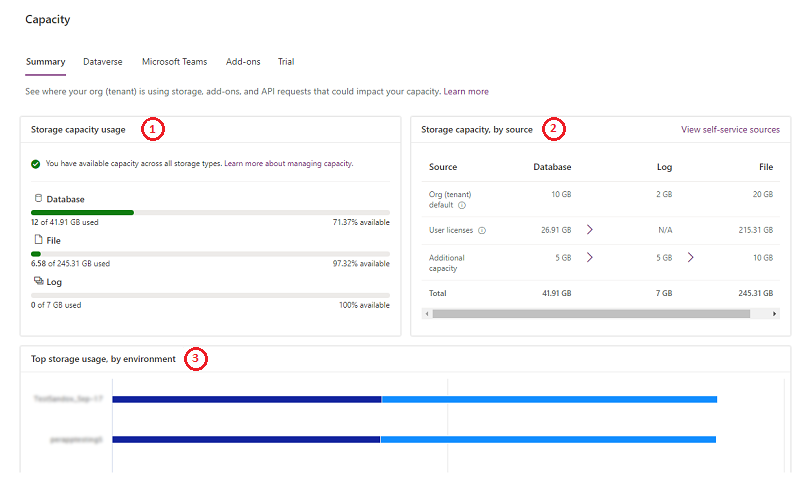 Capacity
Summary Dataverse Microsoft Teams Add-ons Trial
See where your org (tenant) is using storage, add-ons, and API requests that could impact your capacity. Learn more
Storage capacity usage 1
You have available capacity across all storage types. Learn more about managing capacity.
Database
12 of 41.91 GB used 71.37% available
File
6.58 of 245.31 GB used 97.32% available
Log
0 of 7 GB used 100% available
Storage capacity, by source 2 View self-service sources
Source Database Log File
Org (tenant) 10 GB 2 GB 20 GB
default
User licenses 26.91 GB N/A 215.31 GB
Additional 5 GB 5 GB 10 GB
capacity
Total 41.91 GB 7 GB 245.31 GB
Top storage usage, by environment 3